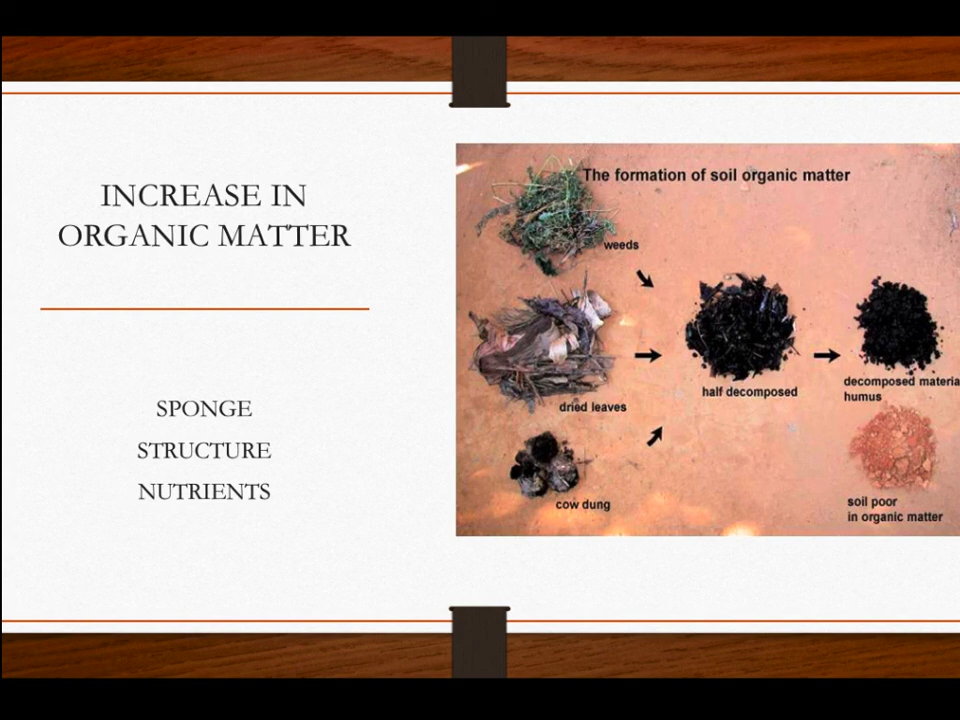 INCREASE IN
ORGANIC MATTER
SPONGE
STRUCTURE
NUTRIENTS
The formation of soil organic matter
weeds
dried leaves
cow dung
half decomposed
decomposed materia
humus
soil poor
in organic matter